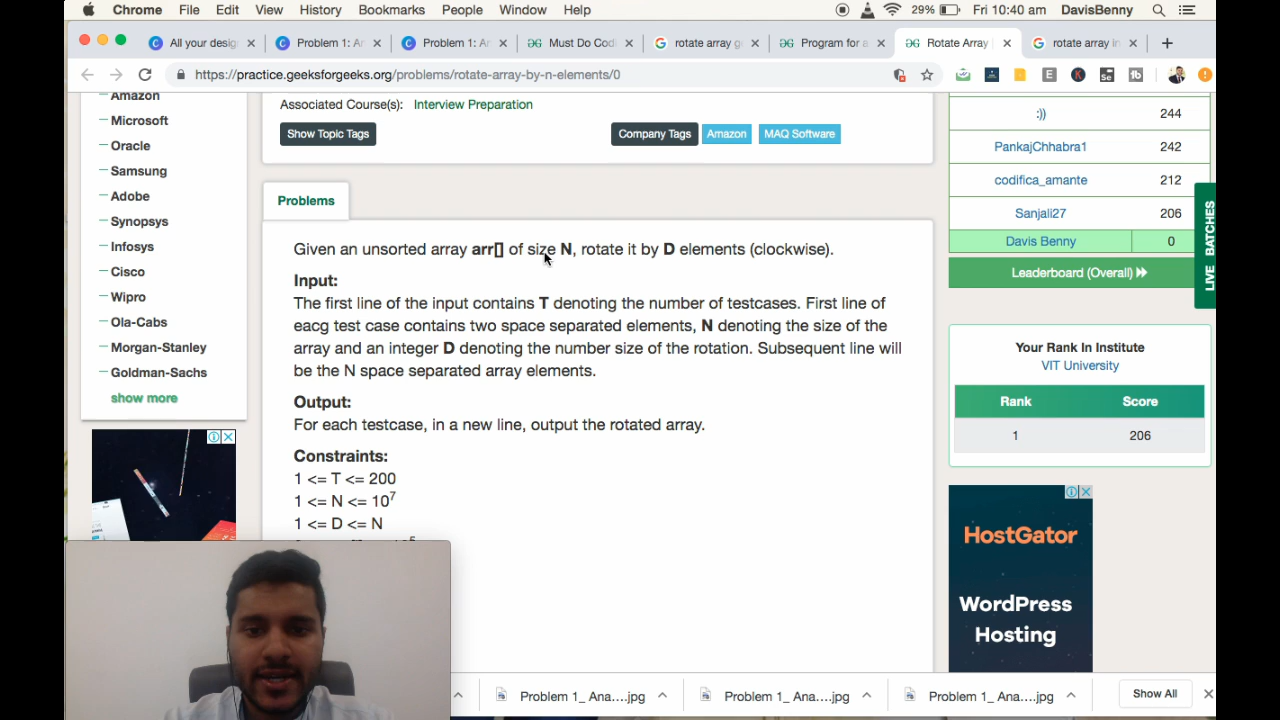 Chrome File Edit View History Bookmarks People Window Help 29% Fri 10:40 am DavisBenny
All your desig Problem 1: Ar Problem 1: Ar Must Do Codi rotate array g Program for a Rotate Array rotate array in
https://practice.geeksforgeeks.org/problems/rotate-array-by-n-elements/0
Amazon
Microsoft
Oracle
Samsung
Adobe
Synopsys
Infosys
Cisco
Wipro
Ola-Cabs
Morgan-Stanley
Goldman-Sachs
show more
Associated Course(s): Interview Preparation
Show Topic Tags Company Tags Amazon MAQ Software
Problems
Given an unsorted array arr[] of size N, rotate it by D elements (clockwise).
Input:
The first line of the input contains T denoting the number of testcases. First line of
eacg test case contains two space separated elements, N denoting the size of the
array and an integer D denoting the number size of the rotation. Subsequent line will
be the N space separated array elements.
Output:
For each testcase, in a new line, output the rotated array.
Constraints:
1 <= T <= 200
1 <= N <= 10^7
1 <= D <= N
:)) 244
PankajChhabra1 242
codifica_amante 212
Sanjali27 206
Davis Benny 0
Leaderboard (Overall)
LIVE BATCHES
Your Rank In Institute
VIT University
Rank Score
1 206
HostGator
WordPress
Hosting
Problem 1_ Ana....jpg Problem 1_ Ana....jpg Problem 1_ Ana....jpg Show All